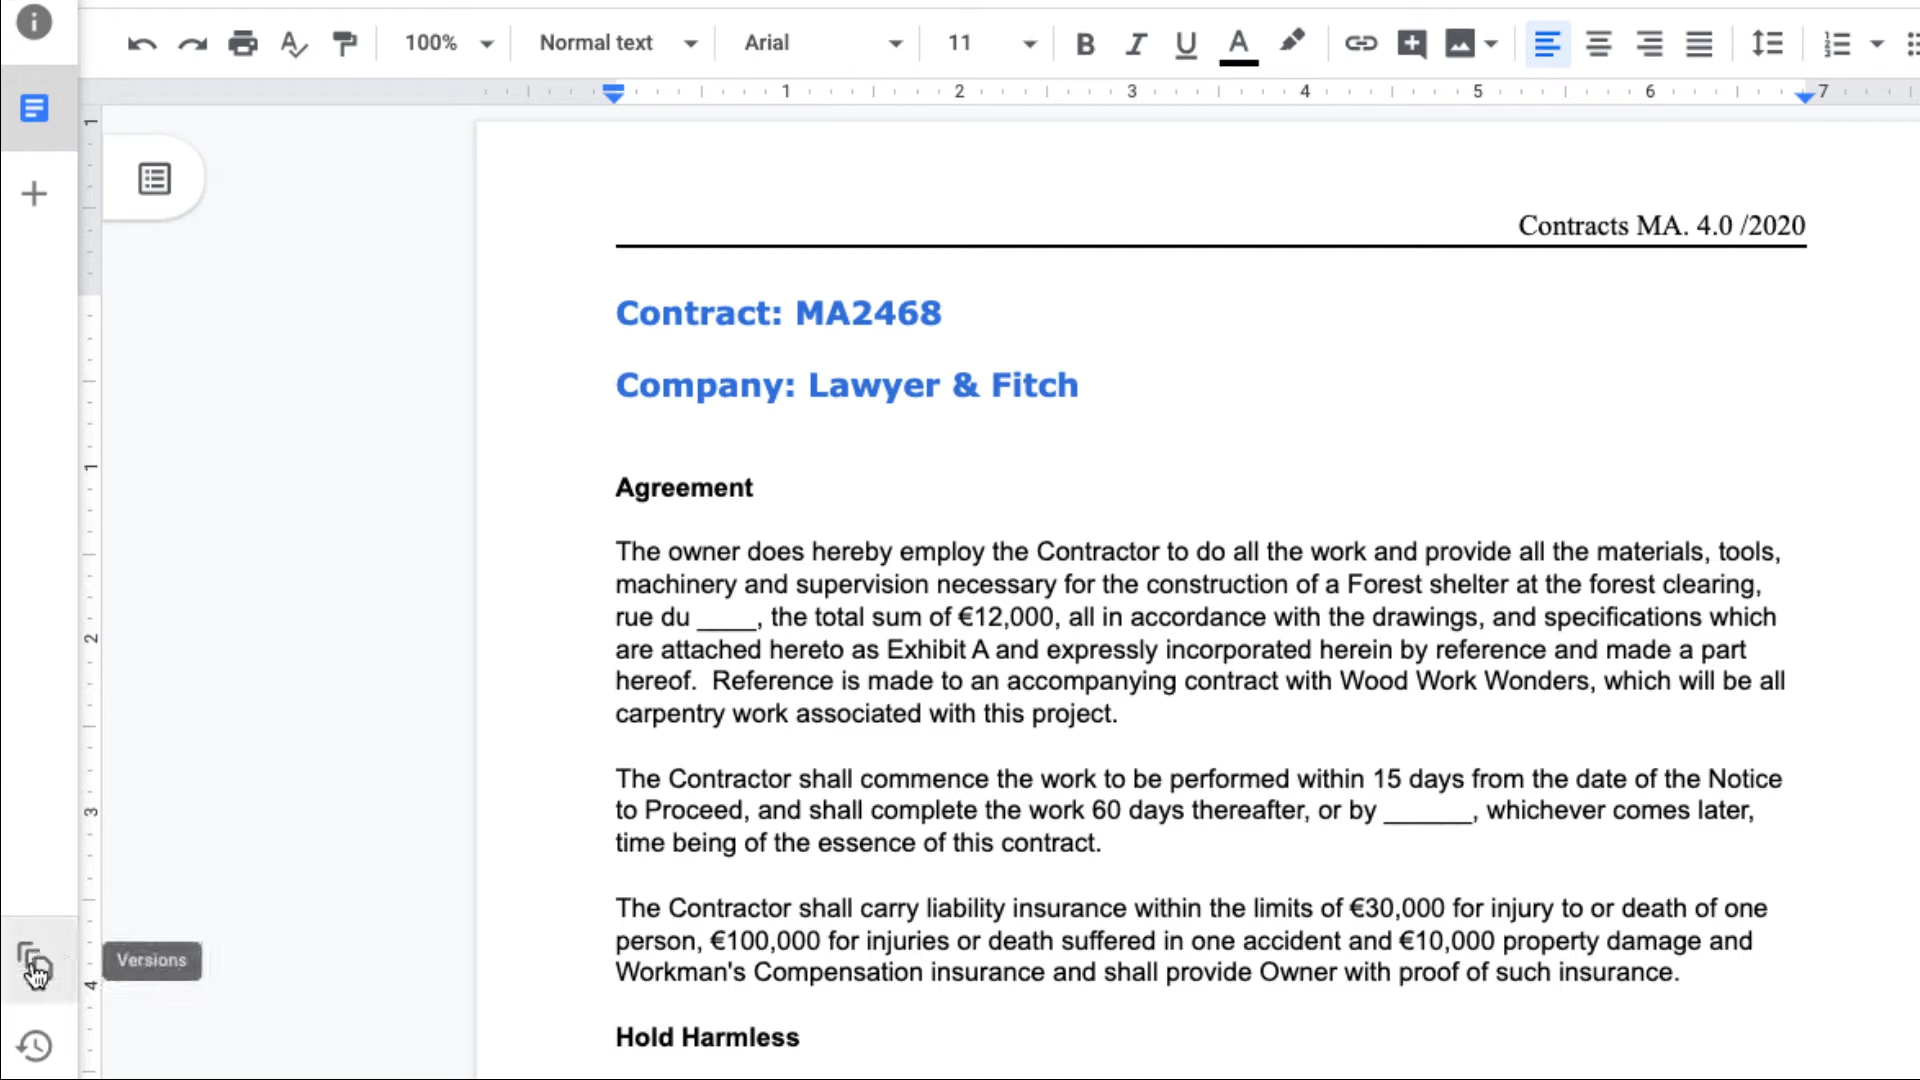 100%
Normal text
Arial
11
B I U A
1 2 3 4 5 6 7
1
1
2
3
4
Contracts MA. 4.0 /2020
Contract: MA2468
Company: Lawyer & Fitch
Agreement
The owner does hereby employ the Contractor to do all the work and provide all the materials, tools,
machinery and supervision necessary for the construction of a Forest shelter at the forest clearing,
rue du ____, the total sum of €12,000, all in accordance with the drawings, and specifications which
are attached hereto as Exhibit A and expressly incorporated herein by reference and made a part
hereof.  Reference is made to an accompanying contract with Wood Work Wonders, which will be all
carpentry work associated with this project.
The Contractor shall commence the work to be performed within 15 days from the date of the Notice
to Proceed, and shall complete the work 60 days thereafter, or by ______, whichever comes later,
time being of the essence of this contract.
The Contractor shall carry liability insurance within the limits of €30,000 for injury to or death of one
person, €100,000 for injuries or death suffered in one accident and €10,000 property damage and
Workman's Compensation insurance and shall provide Owner with proof of such insurance.
Versions
Hold Harmless